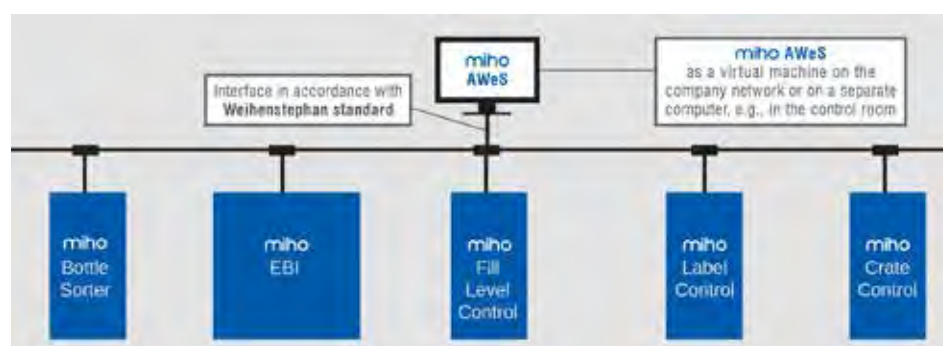 miho
AWeS
Interface in accordance with
Weihenstephan standard
miho AWeS
as a virtual machine on the
company network or on a separate
computer, e.g., in the control room
miho
Bottle
Sorter
miho
EBI
miho
Fill
Level
Control
miho
Label
Control
miho
Crate
Control